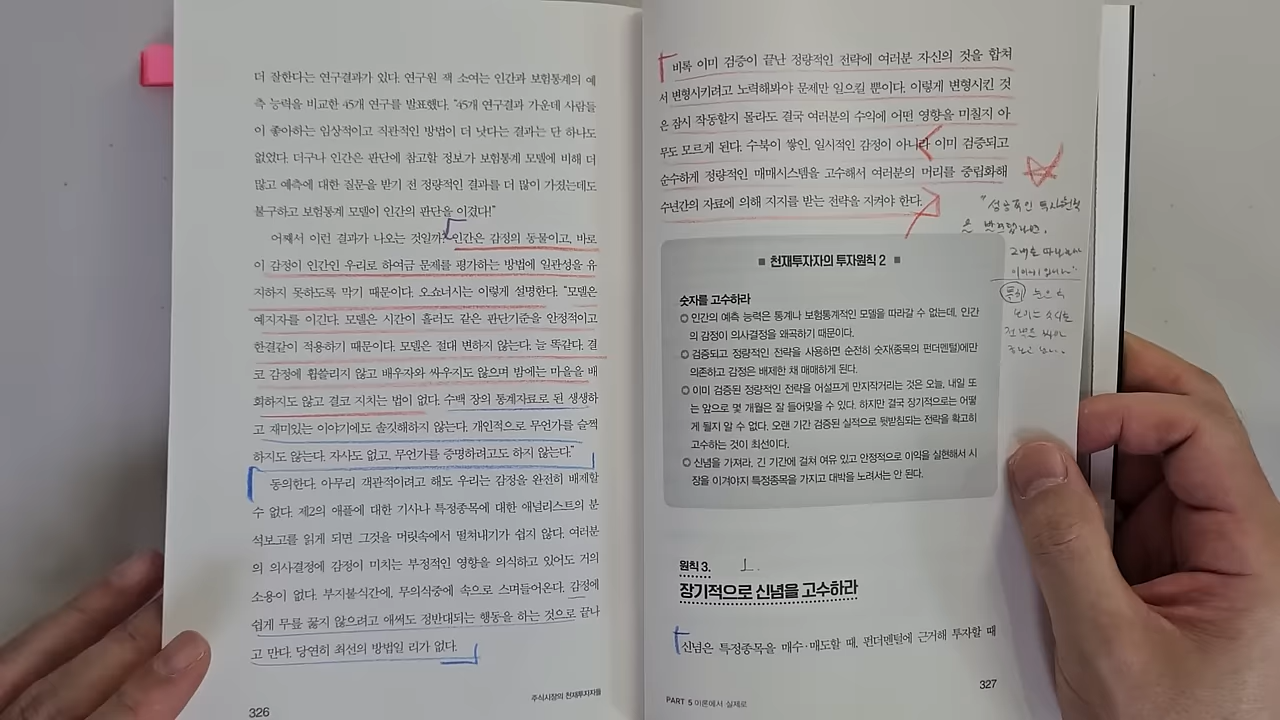 더 잘한다는 연구결과가 있다. 연구원 잭 소여는 인간과 보험통계의 예
측 능력을 비교한 45개 연구를 발표했다. "45개 연구결과 가운데 사람들
이 좋아하는 임상적이고 직관적인 방법이 더 낫다는 결과는 단 하나도
없었다. 더구나 인간은 판단에 참고할 정보가 보험통계 모델에 비해 더
많고 예측에 대한 질문을 받기 전 정량적인 결과를 더 많이 가졌는데도
불구하고 보험통계 모델이 인간의 판단을 이겼다!"
어째서 이런 결과가 나오는 것일까? 인간은 감정의 동물이고, 바로
이 감정이 인간인 우리로 하여금 문제를 평가하는 방법에 일관성을 유
지하지 못하도록 막기 때문이다. 오쇼너시는 이렇게 설명한다. "모델은
예지자를 이긴다. 모델은 시간이 흘러도 같은 판단기준을 안정적이고
한결같이 적용하기 때문이다. 모델은 절대 변하지 않는다. 늘 똑같다. 결
코 감정에 휩쓸리지 않고 배우자와 싸우지도 않으며 밤에는 마을을 배
회하지도 않고 결코 지치는 법이 없다. 수백 장의 통계자료로 된 생생하
고 재미있는 이야기에도 솔깃해하지 않는다. 개인적으로 무언가를 슬쩍
하지도 않는다. 자사도 없고, 무언가를 증명하려고도 하지 않는다."
동의한다. 아무리 객관적이려고 해도 우리는 감정을 완전히 배제할
수 없다. 제2의 애플에 대한 기사나 특정종목에 대한 애널리스트의 분
석보고를 읽게 되면 그것을 머릿속에서 떨쳐내기가 쉽지 않다. 여러분
의 의사결정에 감정이 미치는 부정적인 영향을 의식하고 있어도 거의
소용이 없다. 부지불식간에, 무의식중에 속으로 스며들어온다. 감정에
쉽게 무릎 꿇지 않으려고 애써도 정반대되는 행동을 하는 것으로 끝나
고 만다. 당연히 최선의 방법일 리가 없다.
주식시장의 천재투자자들
326
비록 이미 검증이 끝난 정량적인 전략에 여러분 자신의 것을 합쳐
서 변형시키려고 노력해봐야 문제만 일으킬 뿐이다. 이렇게 변형시킨 것
은 잠시 작동할지 몰라도 결국 여러분의 수익에 어떤 영향을 미칠지 아
무도 모르게 된다. 수북이 쌓인, 일시적인 감정이 아니라 이미 검증되고
순수하게 정량적인 매매시스템을 고수해서 여러분의 머리를 중립화해
수년간의 자료에 의해 지지를 받는 전략을 지켜야 한다.
■ 천재투자자의 투자원칙 2 ■
숫자를 고수하라
인간의 예측 능력은 통계나 보험통계적인 모델을 따라갈 수 없는데, 인간
의 감정이 의사결정을 왜곡하기 때문이다.
검증되고 정량적인 전략을 사용하면 순전히 숫자(종목의 펀더멘털)에만
의존하고 감정은 배제한 채 매매하게 된다.
이미 검증된 정량적인 전략을 어설프게 만지작거리는 것은 오늘, 내일 또
는 앞으로 몇 개월은 잘 들어맞을 수 있다. 하지만 결국 장기적으로는 어떻
게 될지 알 수 없다. 오랜 기간 검증된 실적으로 뒷받침되는 전략을 확고히
고수하는 것이 최선이다.
신념을 가져라. 긴 기간에 걸쳐 여유 있고 안정적으로 이익을 실현해서 시
장을 이겨야지 특정종목을 가지고 대박을 노려서는 안 된다.
원칙 3.
장기적으로 신념을 고수하라
신념은 특정종목을 매수·매도할 때, 펀더멘털에 근거해 투자할 때
PART 5 이론에서 실제로
327